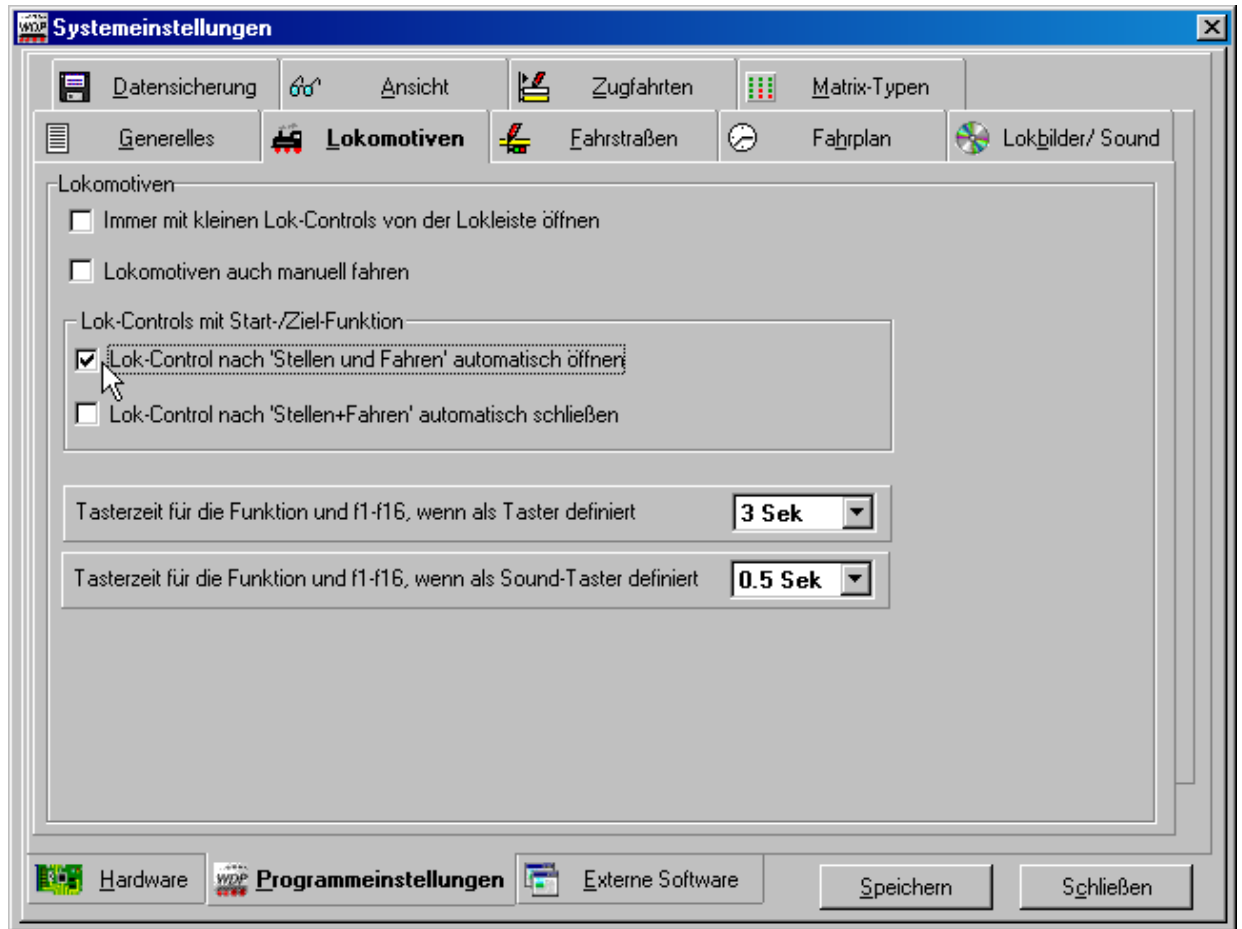 WDP Systemeinstellungen
Datensicherung Ansicht Zugfahrten Matrix-Typen
Generelles Lokomotiven Fahrstraßen Fahrplan Lokbilder/ Sound
Lokomotiven
Immer mit kleinen Lok-Controls von der Lokleiste öffnen
Lokomotiven auch manuell fahren
Lok-Controls mit Start-/Ziel-Funktion
Lok-Control nach 'Stellen und Fahren' automatisch öffnen
Lok-Control nach 'Stellen+Fahren' automatisch schließen
Tasterzeit für die Funktion und f1-f16, wenn als Taster definiert 3 Sek
Tasterzeit für die Funktion und f1-f16, wenn als Sound-Taster definiert 0.5 Sek
Hardware WDP Programmeinstellungen Externe Software Speichern Schließen